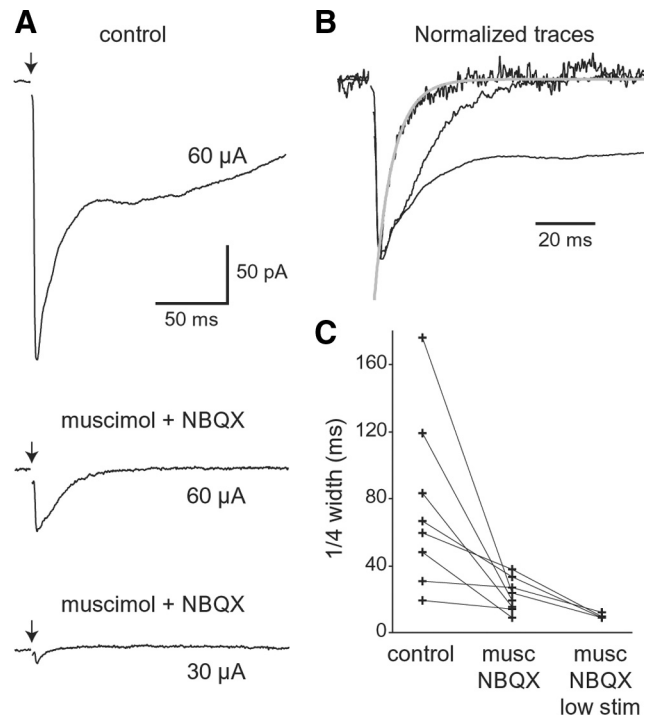 A
control
60 µA
50 pA
50 ms
muscimol + NBQX
60 µA
muscimol + NBQX
30 µA
B
Normalized traces
20 ms
C
1/4 width (ms)
160
120
80
40
0
control
musc
NBQX
musc
NBQX
low stim